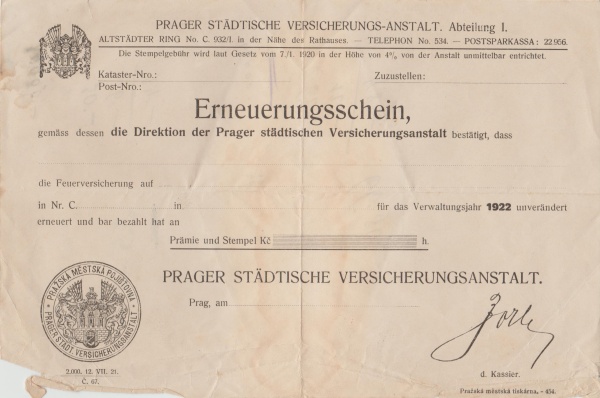 PRAGER STÄDTISCHE VERSICHERUNGS-ANSTALT. Abteilung I.
ALTSTÄDTER RING No. C. 932/I. in der Nähe des Rathauses. — TELEPHON No. 534. — POSTSPARKASSA: 22.956.
Die Stempelgebühr wird laut Gesetz vom 7./I. 1920 in der Höhe von 4% von der Anstalt unmittelbar entrichtet.
Kataster-Nro.: Zuzustellen:
Post-Nro.:
Erneuerungsschein,
gemäss dessen die Direktion der Prager städtischen Versicherungsanstalt bestätigt, dass
die Feuerversicherung auf
in Nr. C. in für das Verwaltungsjahr 1922 unverändert
erneuert und bar bezahlt hat an
Prämie und Stempel Kč h.
PRAGER STÄDTISCHE VERSICHERUNGSANSTALT.
Prag, am
PRAŽSKÁ MĚSTSKÁ POJIŠŤOVNA
PRAGER STÄDT. VERSICHERUNGSANSTALT
2.000. 12. VII. 21.
Č. 67.
d. Kassier.
Pražská městská tiskárna. - 454.